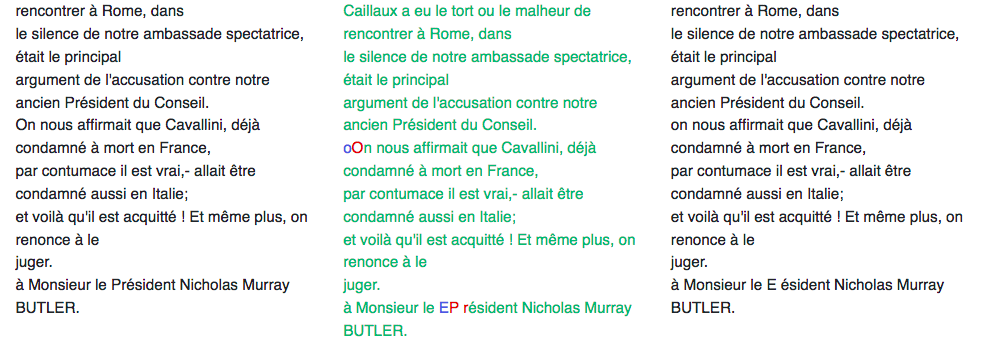 rencontrer à Rome, dans
le silence de notre ambassade spectatrice,
était le principal
argument de l'accusation contre notre
ancien Président du Conseil.
On nous affirmait que Cavallini, déjà
condamné à mort en France,
par contumace il est vrai,- allait être
condamné aussi en Italie;
et voilà qu'il est acquitté ! Et même plus, on
renonce à le
juger.
à Monsieur le Président Nicholas Murray
BUTLER.
Caillaux a eu le tort ou le malheur de
rencontrer à Rome, dans
le silence de notre ambassade spectatrice,
était le principal
argument de l'accusation contre notre
ancien Président du Conseil.
oOn nous affirmait que Cavallini, déjà
condamné à mort en France,
par contumace il est vrai,- allait être
condamné aussi en Italie;
et voilà qu'il est acquitté ! Et même plus, on
renonce à le
juger.
à Monsieur le EP résident Nicholas Murray
BUTLER.
rencontrer à Rome, dans
le silence de notre ambassade spectatrice,
était le principal
argument de l'accusation contre notre
ancien Président du Conseil.
on nous affirmait que Cavallini, déjà
condamné à mort en France,
par contumace il est vrai,- allait être
condamné aussi en Italie;
et voilà qu'il est acquitté ! Et même plus, on
renonce à le
juger.
à Monsieur le E ésident Nicholas Murray
BUTLER.